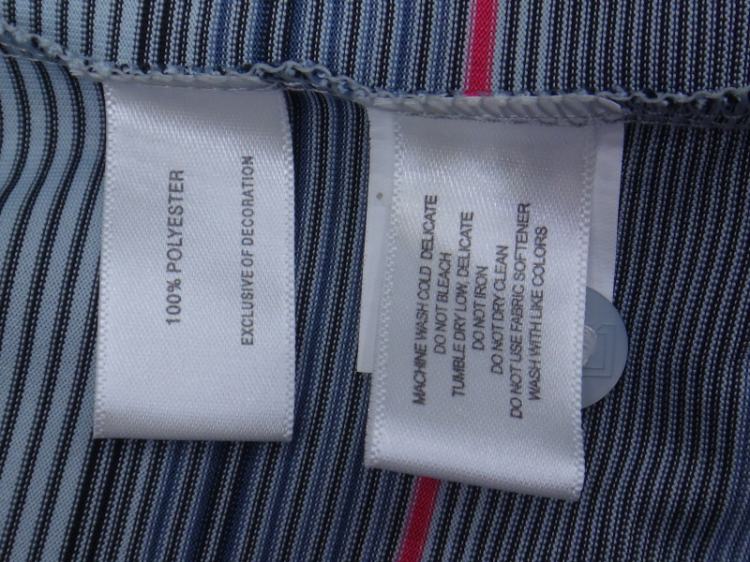 100% POLYESTER
EXCLUSIVE OF DECORATION
MACHINE WASH COLD DELICATE
DO NOT BLEACH
TUMBLE DRY LOW, DELICATE
DO NOT IRON
DO NOT DRY CLEAN
DO NOT USE FABRIC SOFTENER
WASH WITH LIKE COLORS